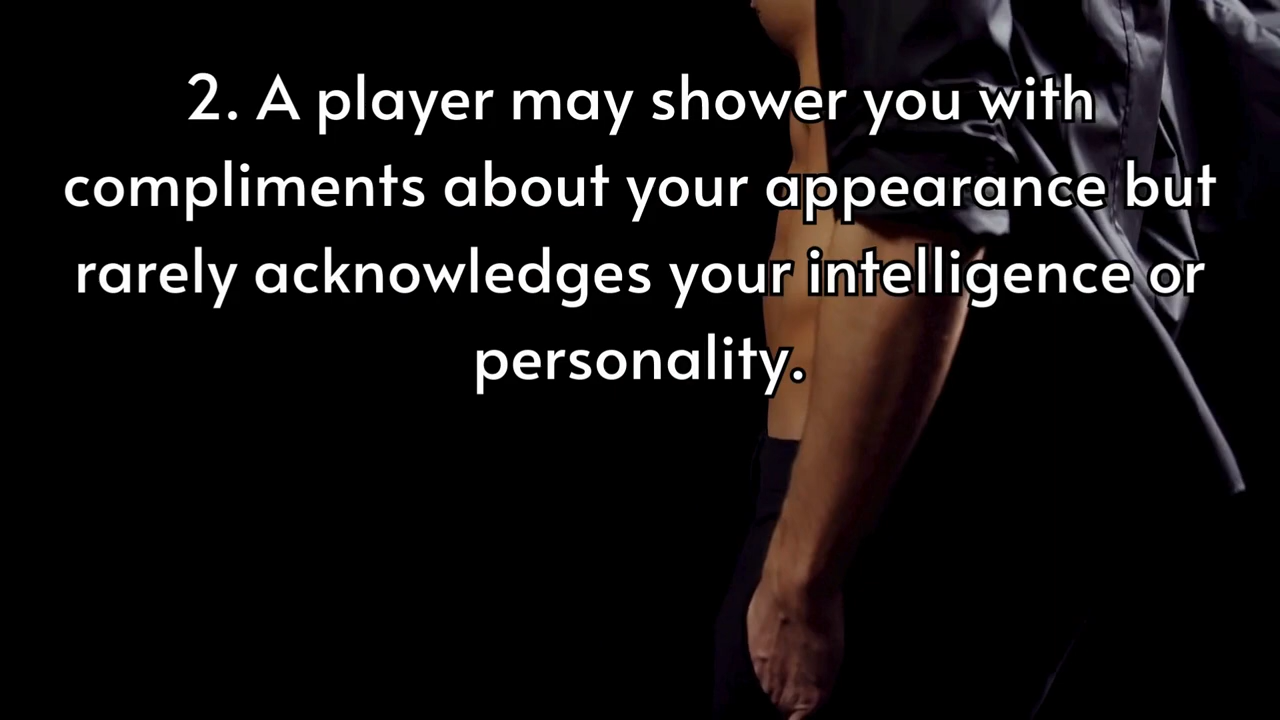 2. A player may shower you with
compliments about your appearance but
rarely acknowledges your intelligence or
personality.